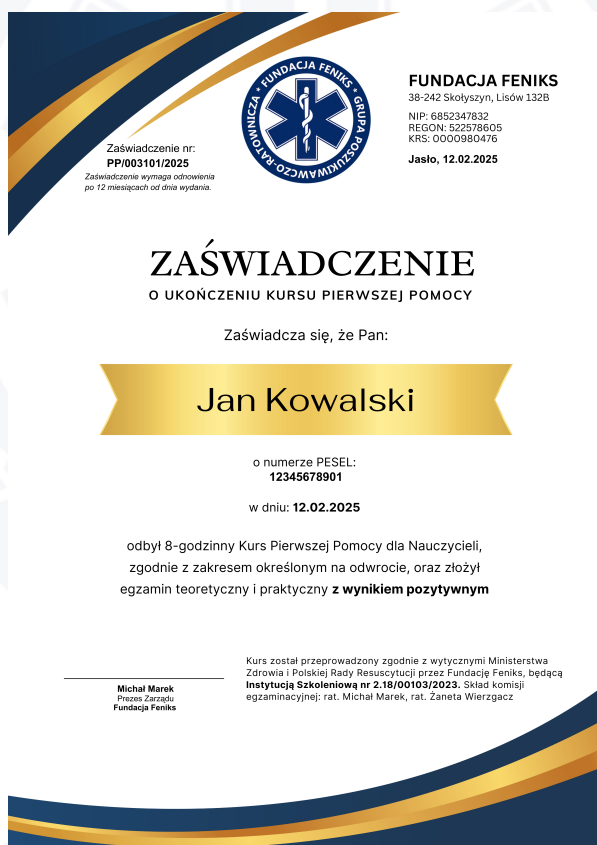 FUNDACJA FENIKS * GRUPA POSZUKIWAWCZO-RATOWNICZA *
FUNDACJA FENIKS
38-242 Skołyszyn, Lisów 132B
NIP: 6852347832
REGON: 522578605
KRS: 0000980476
Jasło, 12.02.2025
Zaświadczenie nr:
PP/003101/2025
Zaświadczenie wymaga odnowienia
po 12 miesiącach od dnia wydania.
ZAŚWIADCZENIE
O UKOŃCZENIU KURSU PIERWSZEJ POMOCY
Zaświadcza się, że Pan:
Jan Kowalski
o numerze PESEL:
12345678901
w dniu: 12.02.2025
odbył 8-godzinny Kurs Pierwszej Pomocy dla Nauczycieli,
zgodnie z zakresem określonym na odwrocie, oraz złożył
egzamin teoretyczny i praktyczny z wynikiem pozytywnym
Kurs został przeprowadzony zgodnie z wytycznymi Ministerstwa
Zdrowia i Polskiej Rady Resuscytucji przez Fundację Feniks, będącą
Instytucją Szkoleniową nr 2.18/00103/2023. Skład komisji
egzaminacyjnej: rat. Michał Marek, rat. Żaneta Wierzgacz
Michał Marek
Prezes Zarządu
Fundacja Feniks